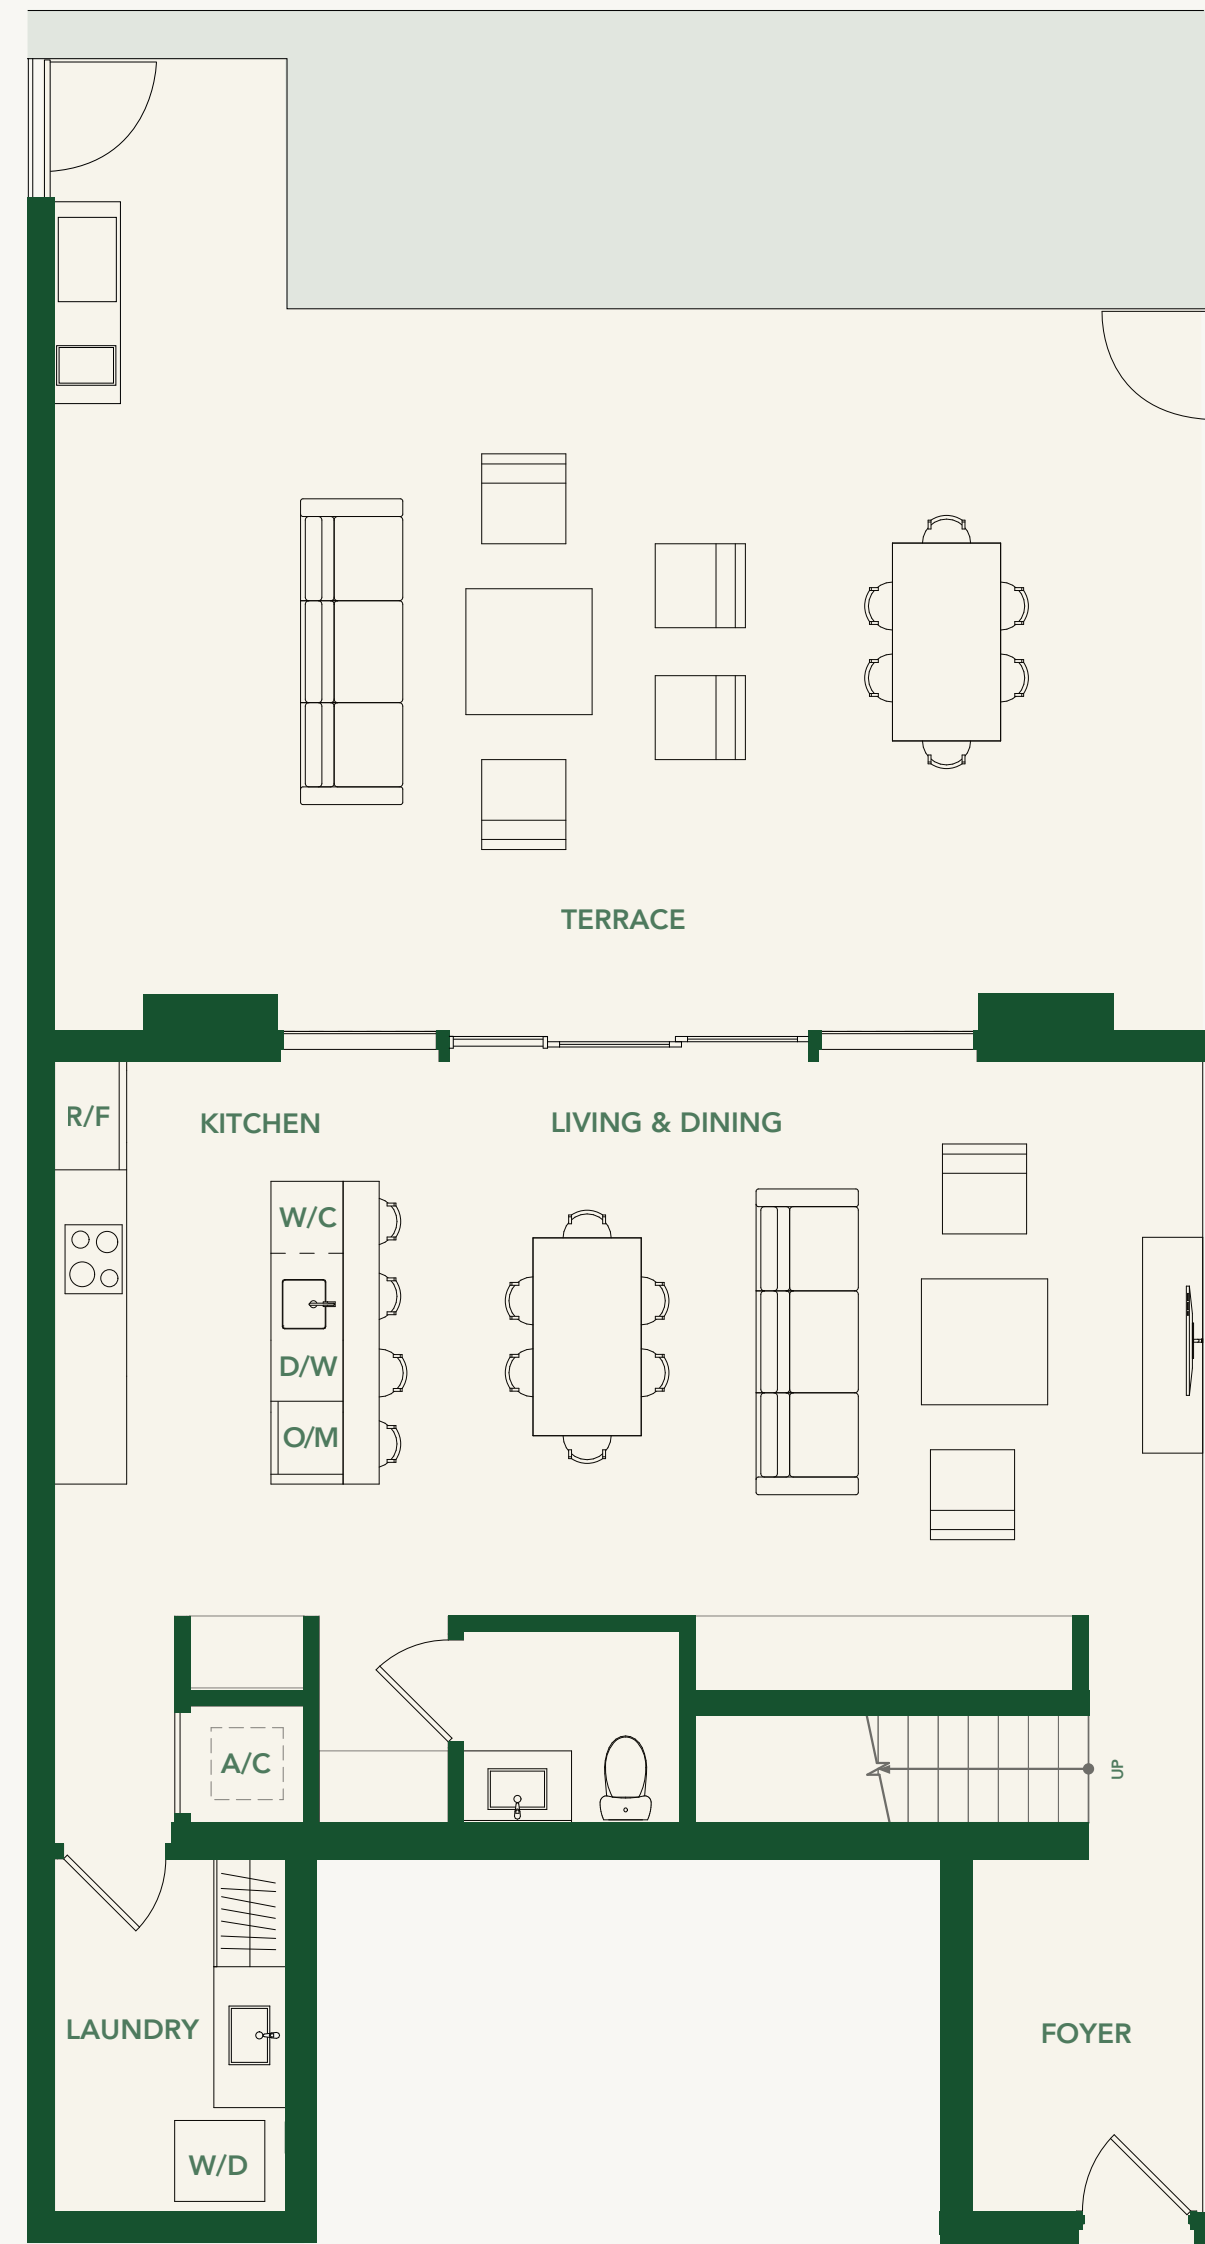 TERRACE
R/F
KITCHEN
LIVING & DINING
W/C
D/W
O/M
A/C
UP
LAUNDRY
FOYER
W/D